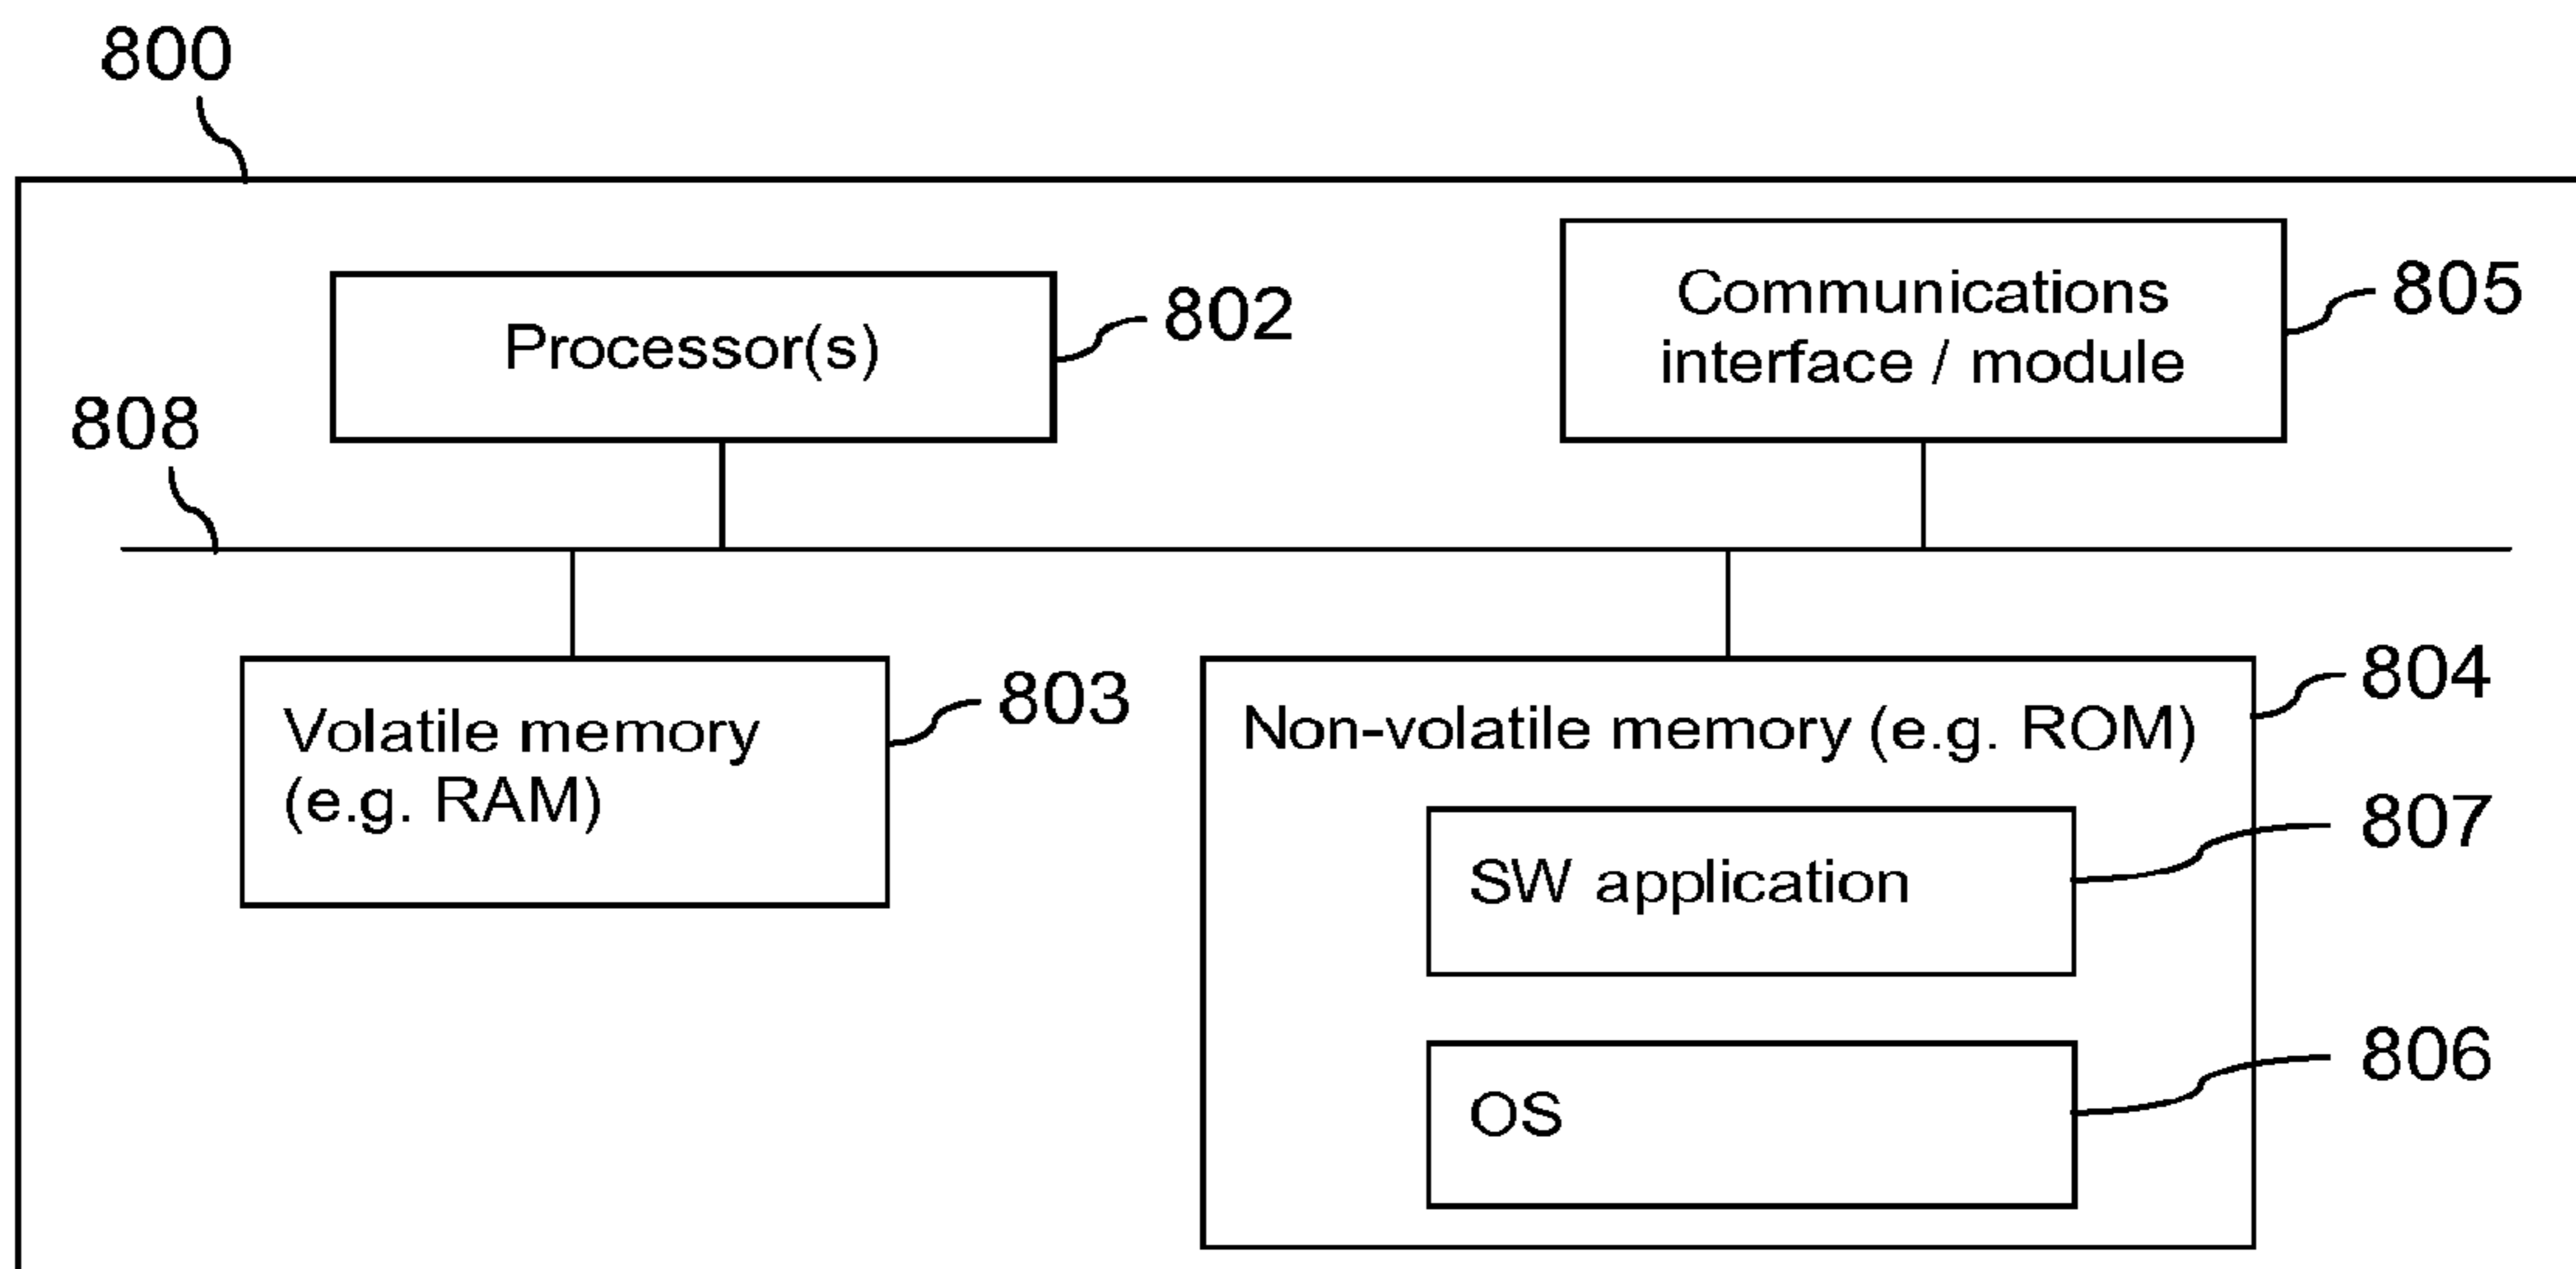 800
Processor(s)
802
Communications
interface / module
805
808
Volatile memory
(e.g. RAM)
803
Non-volatile memory (e.g. ROM)
804
SW application
807
OS
806